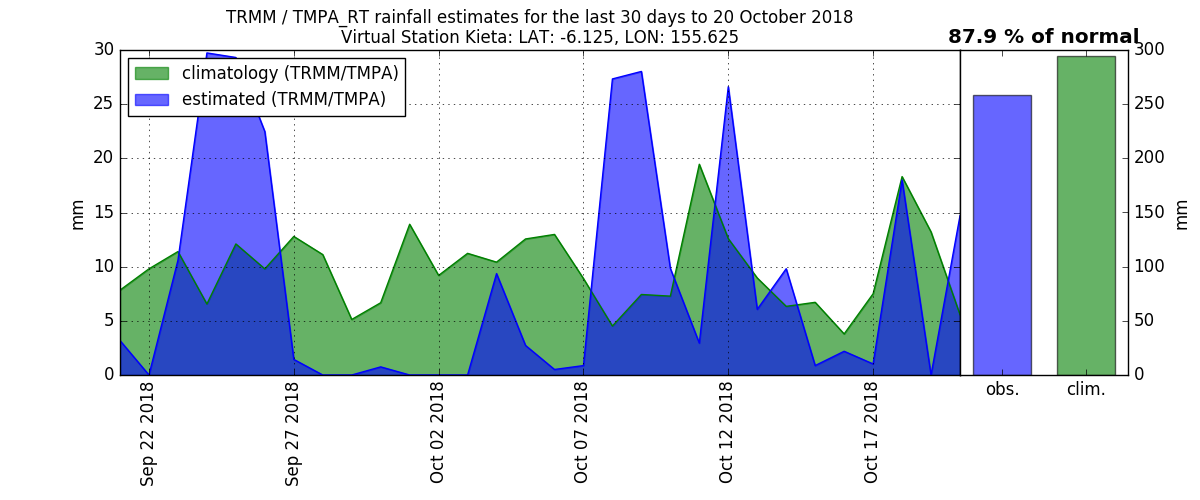 TRMM / TMPA_RT rainfall estimates for the last 30 days to 20 October 2018
Virtual Station Kieta: LAT: -6.125, LON: 155.625
87.9 % of normal
climatology (TRMM/TMPA)
estimated (TRMM/TMPA)
30
25
20
15
10
5
0
mm
Sep 22 2018
Sep 27 2018
Oct 02 2018
Oct 07 2018
Oct 12 2018
Oct 17 2018
300
250
200
150
100
50
0
mm
obs.
clim.